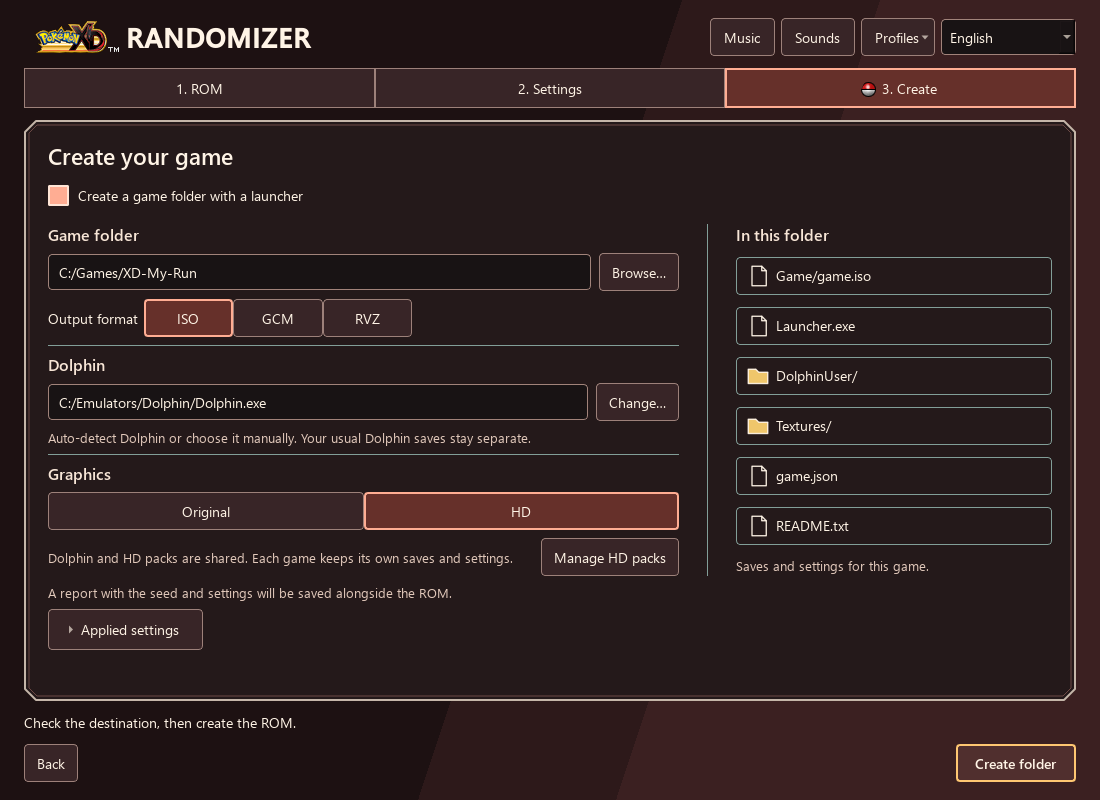 Pokémon XD™ RANDOMIZER
Music
Sounds
Profiles
English
1. ROM
2. Settings
3. Create
Create your game
Create a game folder with a launcher
Game folder
C:/Games/XD-My-Run
Browse...
Output format
ISO
GCM
RVZ
Dolphin
C:/Emulators/Dolphin/Dolphin.exe
Change...
Auto-detect Dolphin or choose it manually. Your usual Dolphin saves stay separate.
Graphics
Original
HD
Dolphin and HD packs are shared. Each game keeps its own saves and settings.
Manage HD packs
A report with the seed and settings will be saved alongside the ROM.
Applied settings
In this folder
Game/game.iso
Launcher.exe
DolphinUser/
Textures/
game.json
README.txt
Saves and settings for this game.
Check the destination, then create the ROM.
Back
Create folder